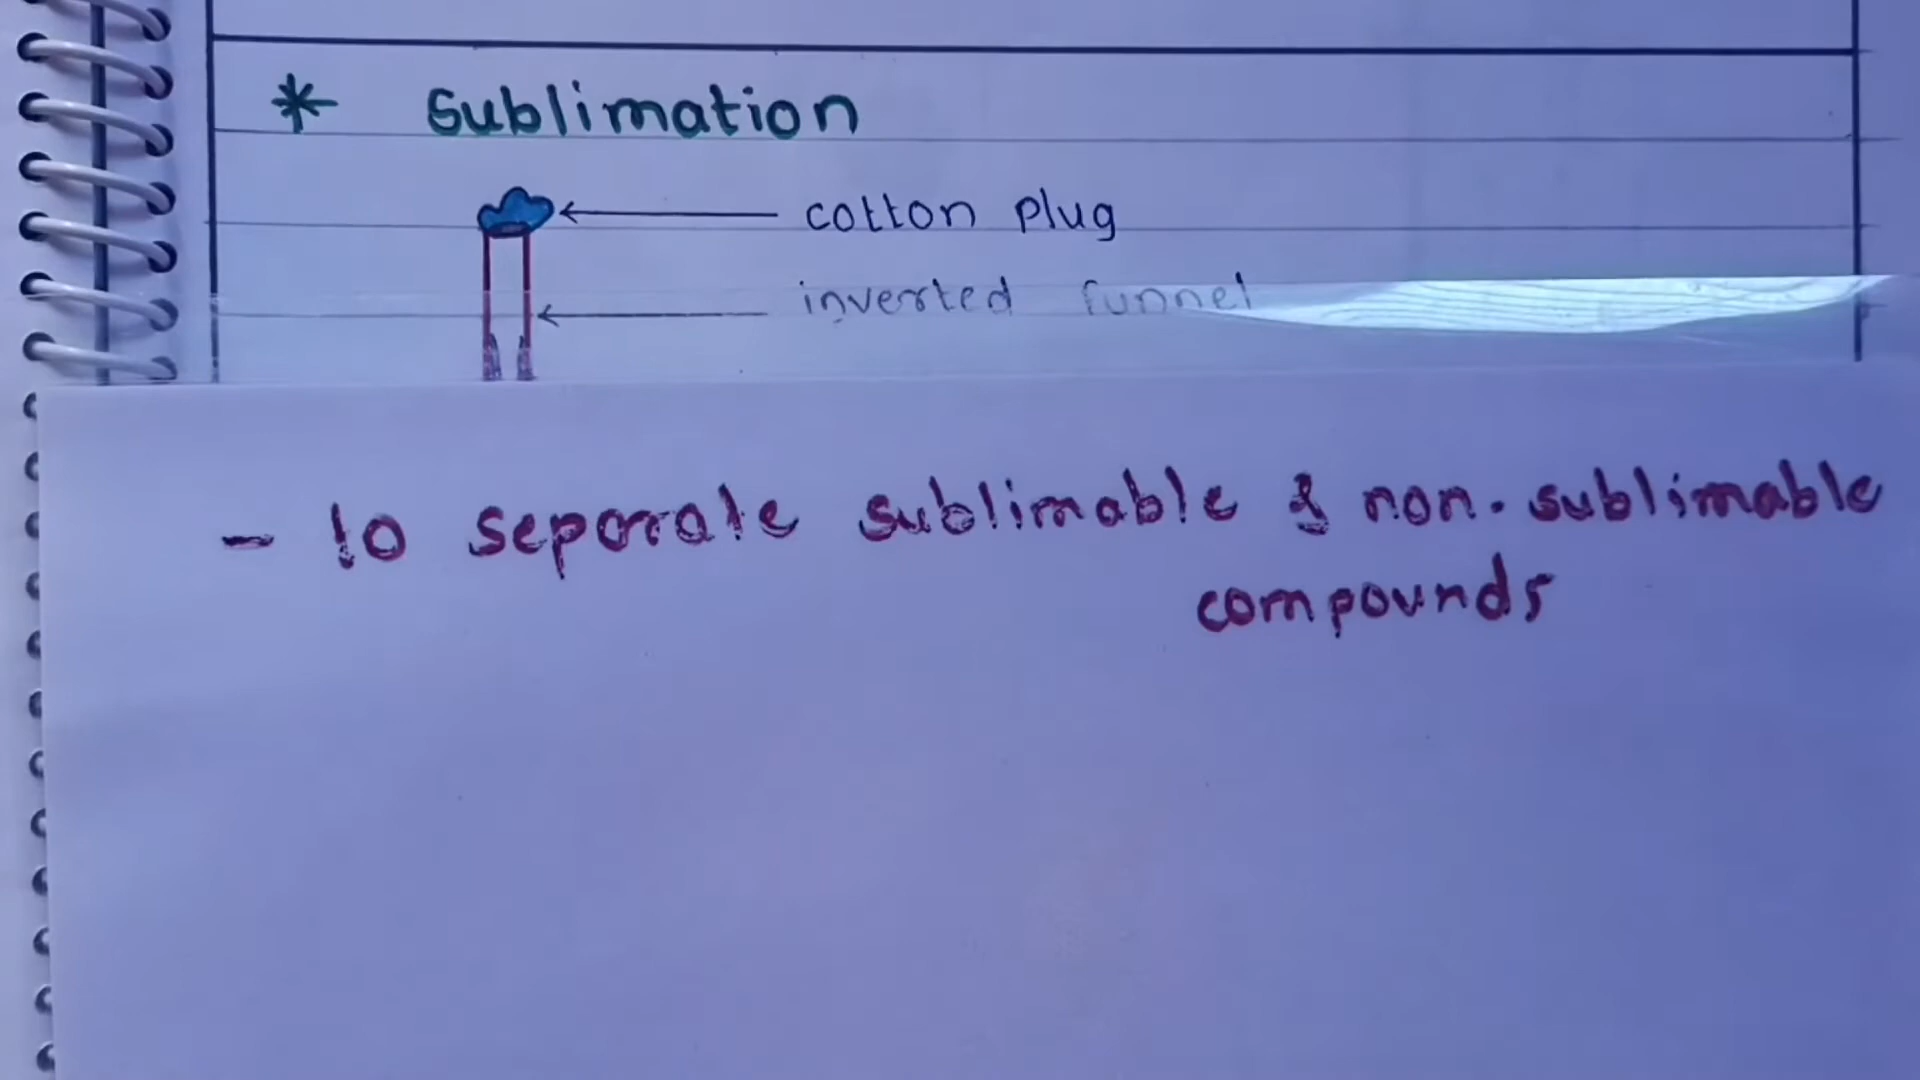 * Sublimation
cotton plug
inverted funnel
- to separate sublimable & non-sublimable
compounds